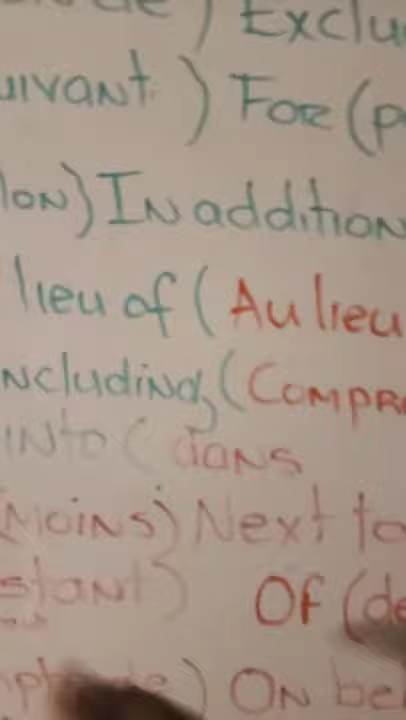 ) Exclu
uivant ) For (p
ion) In addition
lieu of ( Au lieu
ncluding (Compr
into ( dans
(Moins) Next to
stant) Of (de
) On be